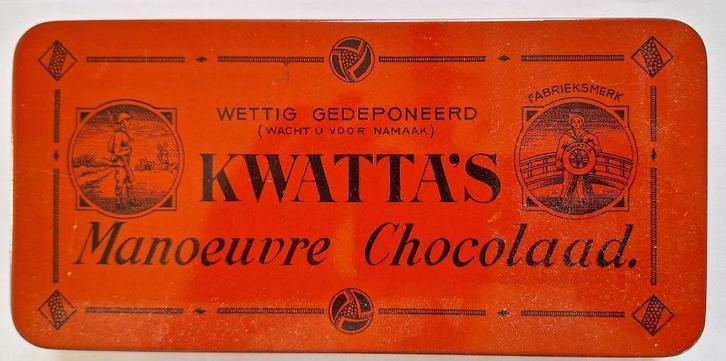 FABRIEKSMERK
WETTIG GEDEPONEERD
(WACHT U VOOR NAMAAK)
KWATTA'S
Manoeuvre Chocolaad.